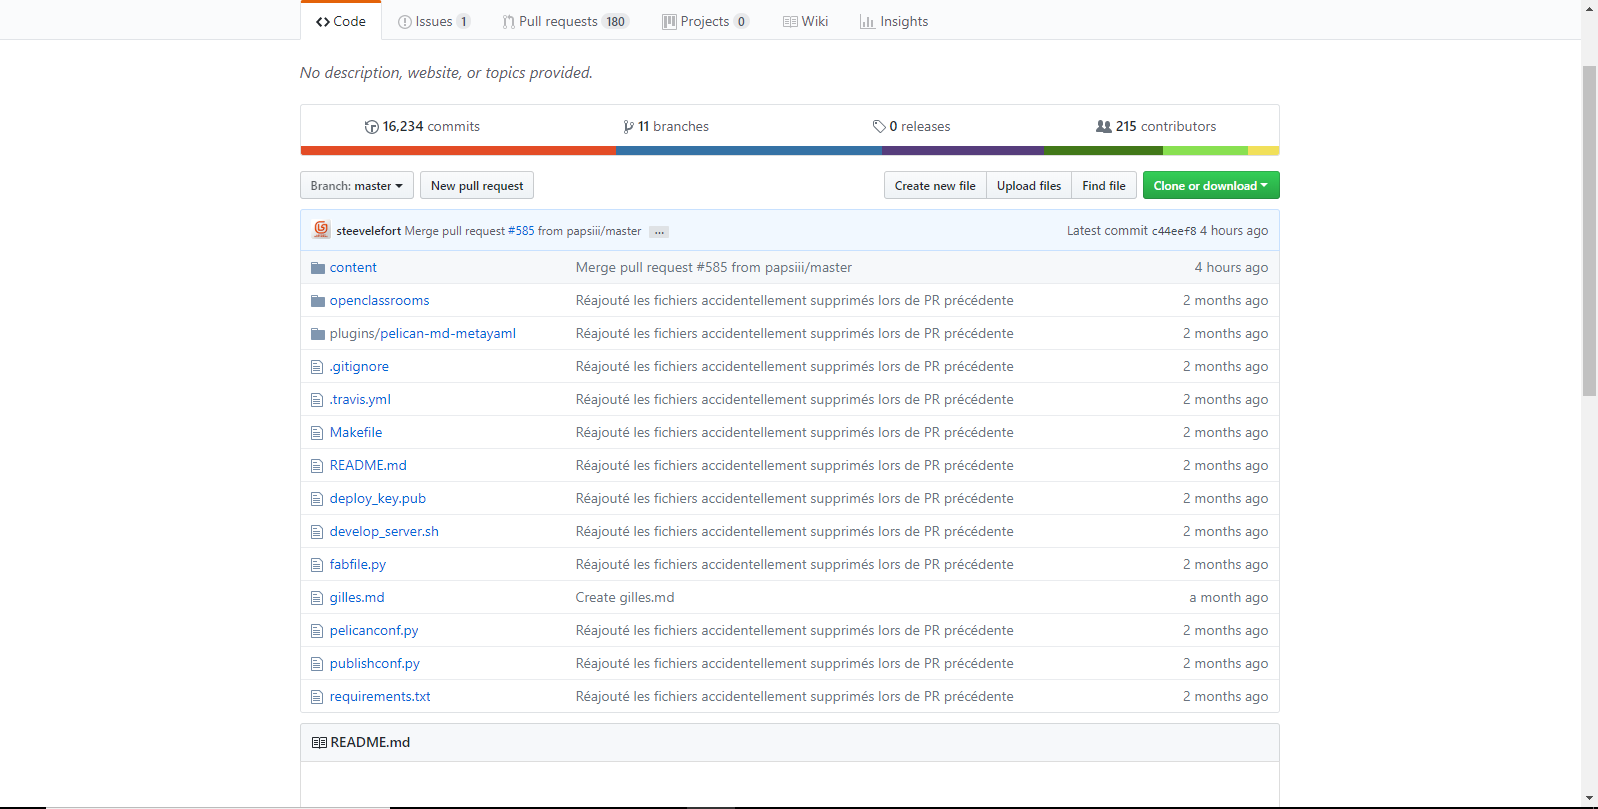 Code Issues 1 Pull requests 180 Projects 0 Wiki Insights
No description, website, or topics provided.
16,234 commits 11 branches 0 releases 215 contributors
Branch: master New pull request Create new file Upload files Find file Clone or download
steevelefort Merge pull request #585 from papsiii/master ... Latest commit c44eef8 4 hours ago
content Merge pull request #585 from papsiii/master 4 hours ago
openclassrooms Réajouté les fichiers accidentellement supprimés lors de PR précédente 2 months ago
plugins/pelican-md-metayaml Réajouté les fichiers accidentellement supprimés lors de PR précédente 2 months ago
.gitignore Réajouté les fichiers accidentellement supprimés lors de PR précédente 2 months ago
.travis.yml Réajouté les fichiers accidentellement supprimés lors de PR précédente 2 months ago
Makefile Réajouté les fichiers accidentellement supprimés lors de PR précédente 2 months ago
README.md Réajouté les fichiers accidentellement supprimés lors de PR précédente 2 months ago
deploy_key.pub Réajouté les fichiers accidentellement supprimés lors de PR précédente 2 months ago
develop_server.sh Réajouté les fichiers accidentellement supprimés lors de PR précédente 2 months ago
fabfile.py Réajouté les fichiers accidentellement supprimés lors de PR précédente 2 months ago
gilles.md Create gilles.md a month ago
pelicanconf.py Réajouté les fichiers accidentellement supprimés lors de PR précédente 2 months ago
publishconf.py Réajouté les fichiers accidentellement supprimés lors de PR précédente 2 months ago
requirements.txt Réajouté les fichiers accidentellement supprimés lors de PR précédente 2 months ago
README.md